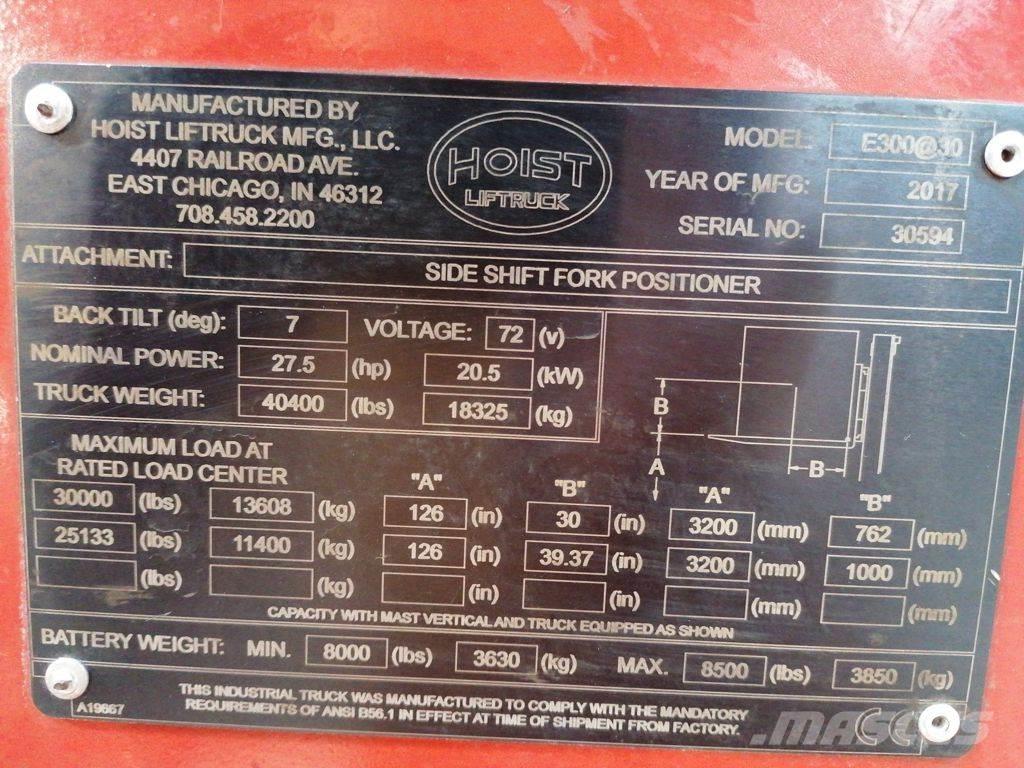 MANUFACTURED BY
HOIST LIFTRUCK MFG., LLC.
4407 RAILROAD AVE.
EAST CHICAGO, IN 46312
708.458.2200
HOIST
LIFTRUCK
MODEL: E300@30
YEAR OF MFG: 2017
SERIAL NO: 30594
ATTACHMENT: SIDE SHIFT FORK POSITIONER
BACK TILT (deg): 7 VOLTAGE: 72 (v)
NOMINAL POWER: 27.5 (hp) 20.5 (kW)
TRUCK WEIGHT: 40400 (lbs) 18325 (kg)
B
A
B
MAXIMUM LOAD AT
RATED LOAD CENTER "A" "B" "A" "B"
30000 (lbs) 13608 (kg) 126 (in) 30 (in) 3200 (mm) 762 (mm)
25133 (lbs) 11400 (kg) 126 (in) 39.37 (in) 3200 (mm) 1000 (mm)
(lbs) (kg) (in) (in) (mm) (mm)
CAPACITY WITH MAST VERTICAL AND TRUCK EQUIPPED AS SHOWN
BATTERY WEIGHT: MIN. 8000 (lbs) 3630 (kg) MAX. 8500 (lbs) 3850 (kg)
THIS INDUSTRIAL TRUCK WAS MANUFACTURED TO COMPLY WITH THE MANDATORY
REQUIREMENTS OF ANSI B56.1 IN EFFECT AT TIME OF SHIPMENT FROM FACTORY.
A19667
CE
MASCUS